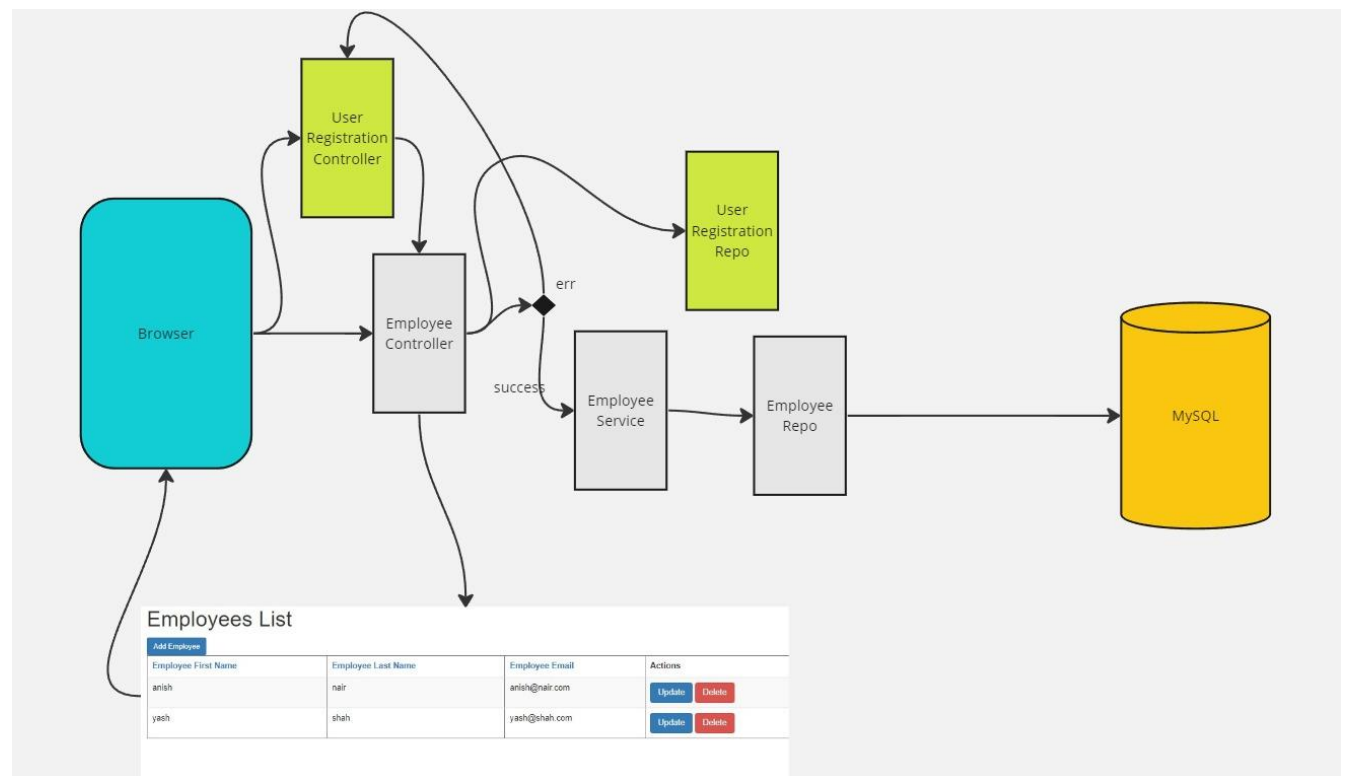 User
Registration
Controller
User
Registration
Repo
err
Browser
Employee
Controller
success
Employee
Service
Employee
Repo
MySQL
Employees List
Add Employee
Employee First Name Employee Last Name Employee Email Actions
anish nair anish@nair.com Update Delete
yash shah yash@shah.com Update Delete